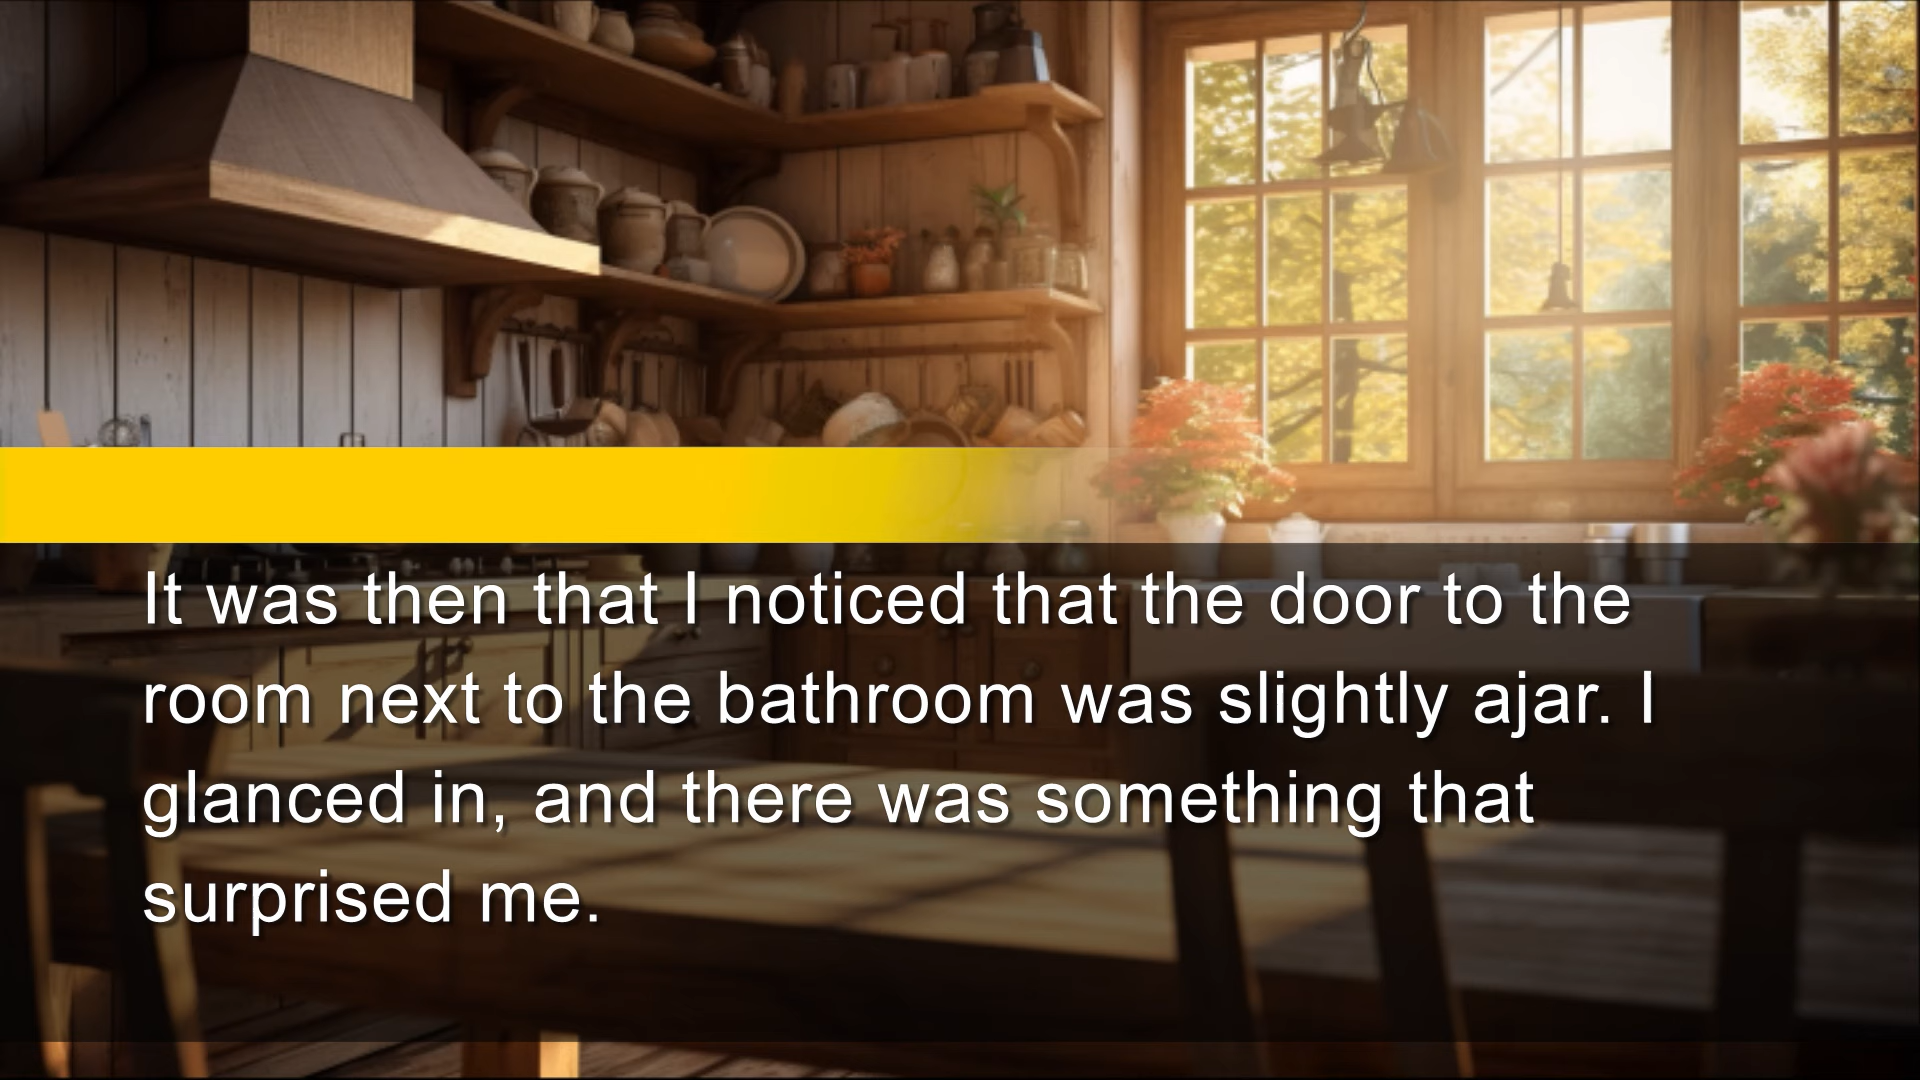 It was then that I noticed that the door to the
room next to the bathroom was slightly ajar. I
glanced in, and there was something that
surprised me.